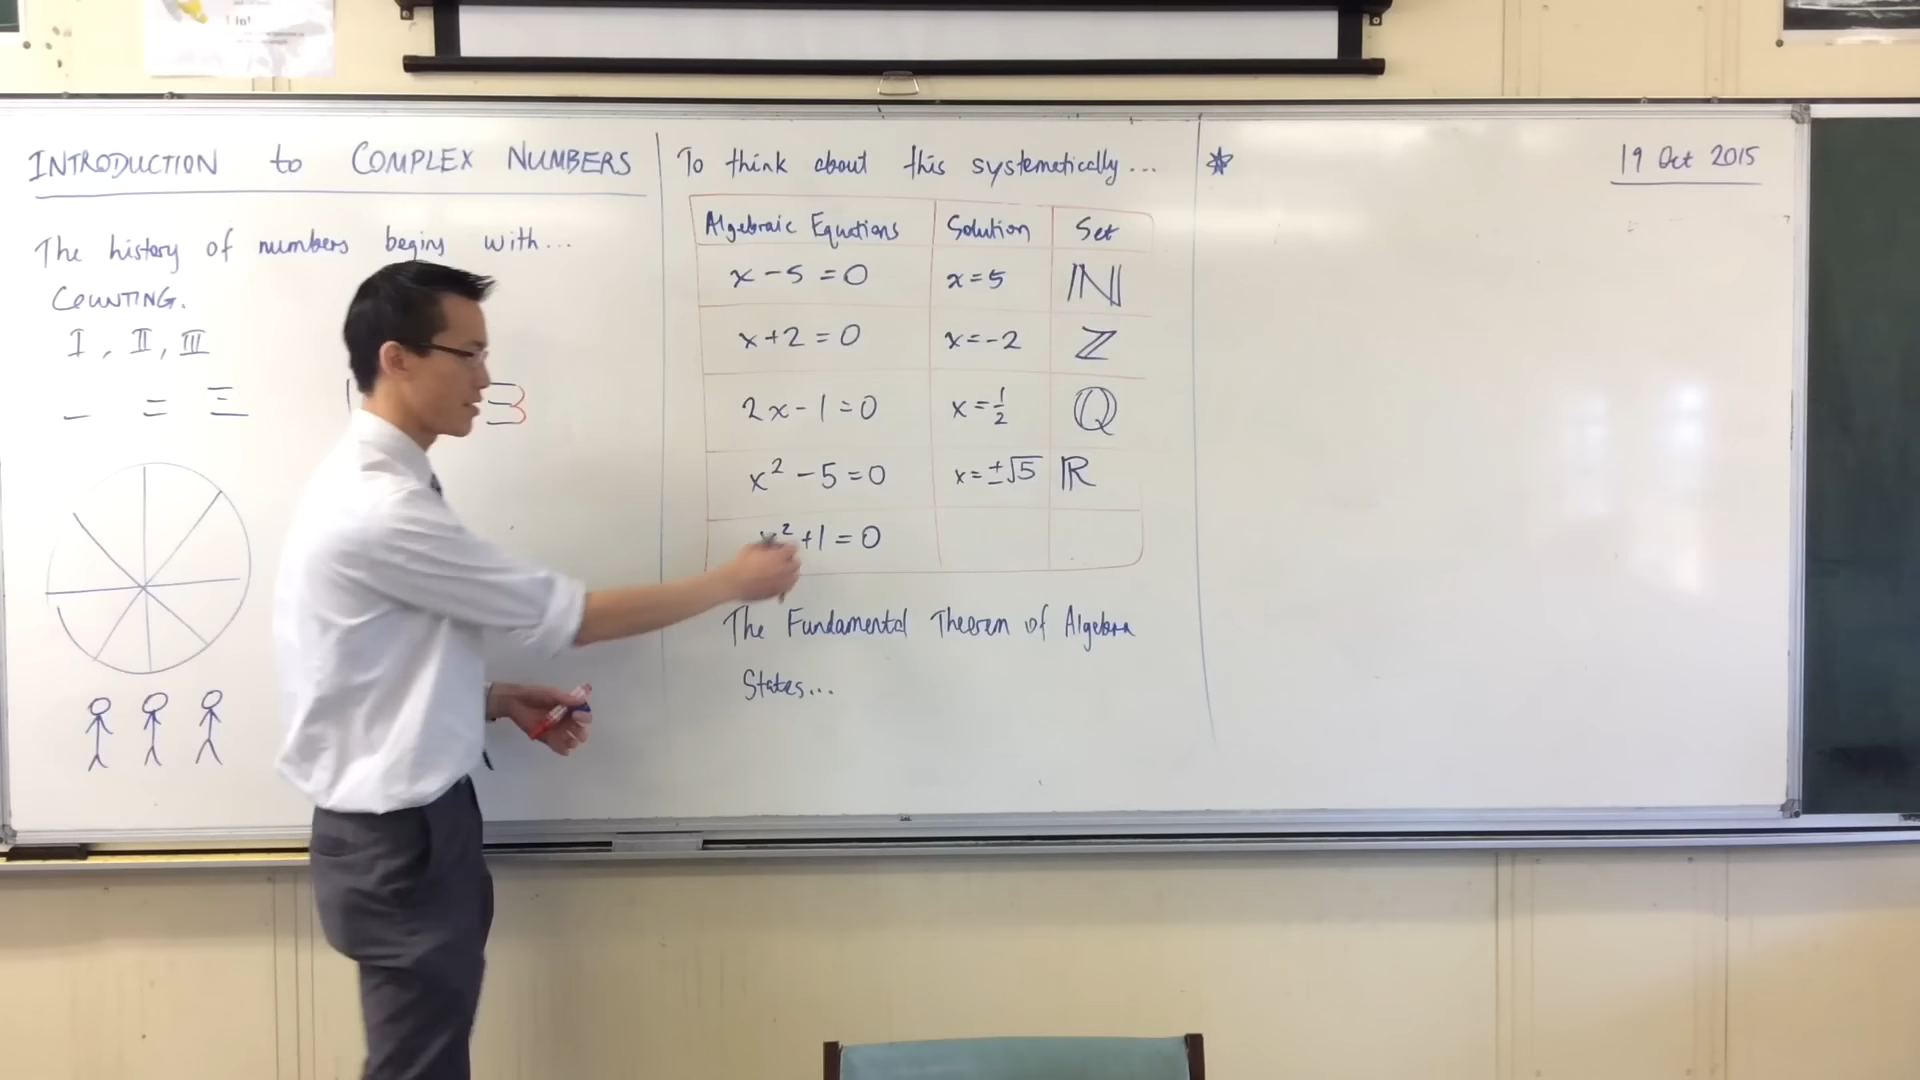 INTRODUCTION to COMPLEX NUMBERS
The history of numbers begins with...
COUNTING.
I, II, III
To think about this systematically...
Algebraic Equations Solution Set
x - 5 = 0 x = 5 ℕ
x + 2 = 0 x = -2 ℤ
2x - 1 = 0 x = 1/2 ℚ
x² - 5 = 0 x = ±√5 ℝ
x² + 1 = 0
The Fundamental Theorem of Algebra
States...
19 Oct 2015